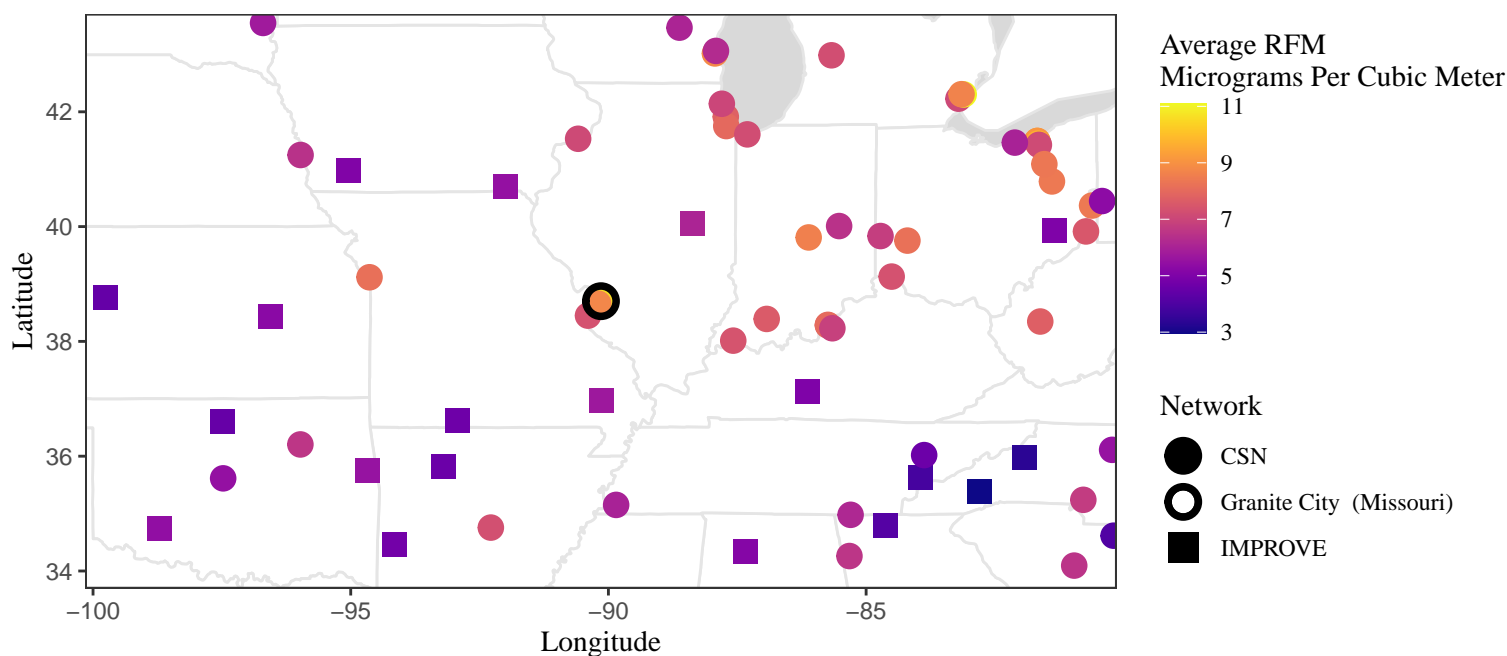 Average RFM
Micrograms Per Cubic Meter
11
9
7
5
3
Network
CSN
Granite City  (Missouri)
IMPROVE
Latitude
42
40
38
36
34
−100
−95
−90
−85
Longitude